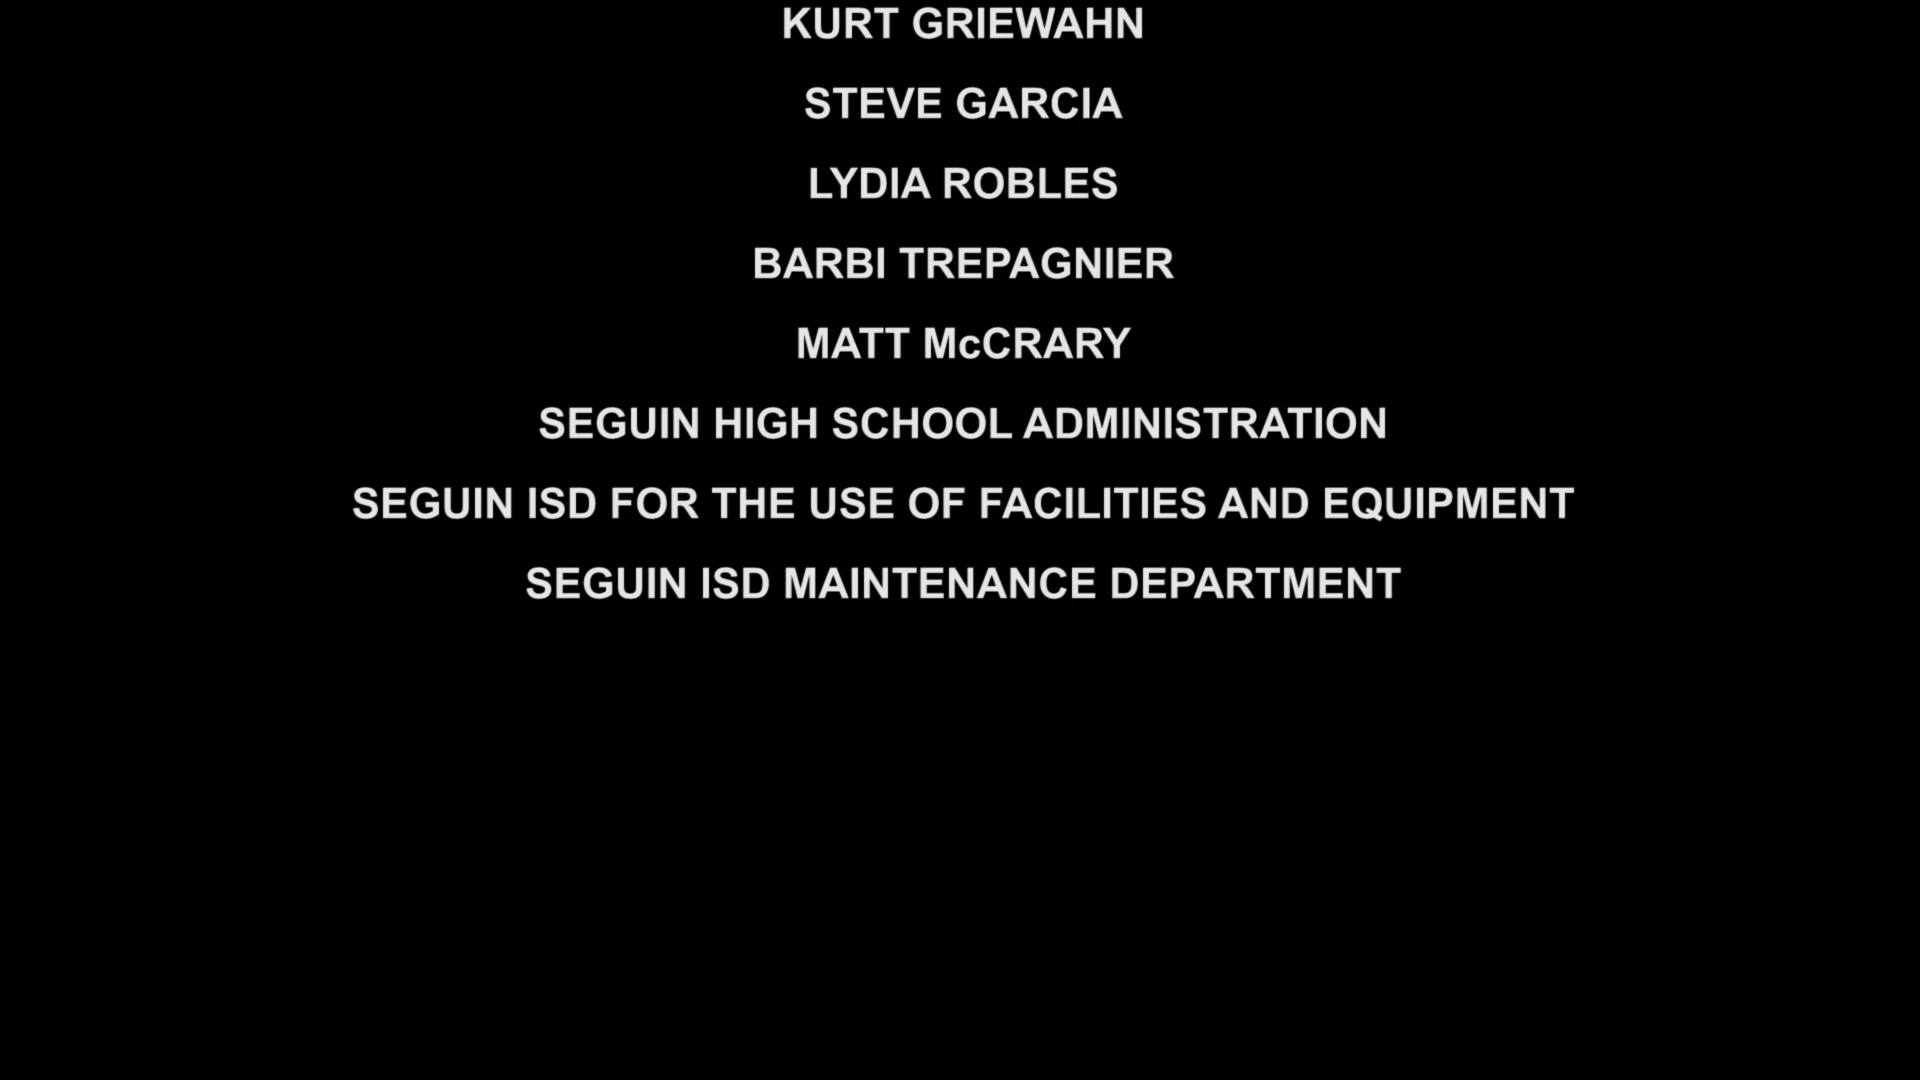 KURT GRIEWAHN
STEVE GARCIA
LYDIA ROBLES
BARBI TREPAGNIER
MATT McCRARY
SEGUIN HIGH SCHOOL ADMINISTRATION
SEGUIN ISD FOR THE USE OF FACILITIES AND EQUIPMENT
SEGUIN ISD MAINTENANCE DEPARTMENT